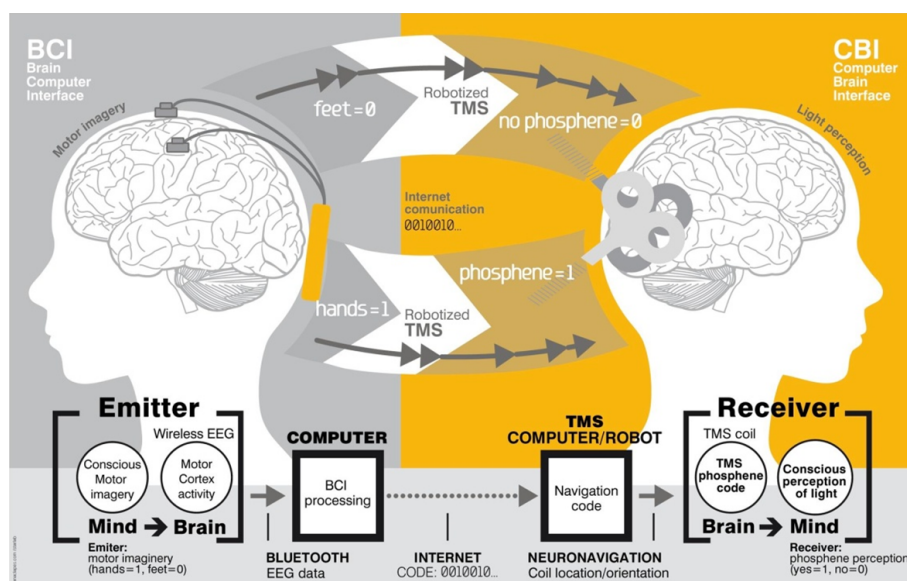 BCI
Brain
Computer
Interface
CBI
Computer
Brain
Interface
Motor imagery
Light perception
feet=0
Robotized
TMS
no phosphene=0
Internet
comunication
0010010...
hands=1
Robotized
TMS
phosphene=1
Emitter
Wireless EEG
Conscious
Motor
imagery
Motor
Cortex
activity
Mind
Brain
Emiter:
motor imaginery
(hands=1, feet=0)
COMPUTER
BCI
processing
BLUETOOTH
EEG data
INTERNET
CODE: 0010010...
TMS
COMPUTER/ROBOT
Navigation
code
NEURONAVIGATION
Coil location/orientation
Receiver
TMS coil
TMS
phosphene
code
Conscious
perception
of light
Brain
Mind
Receiver:
phosphene perception
(yes=1, no=0)